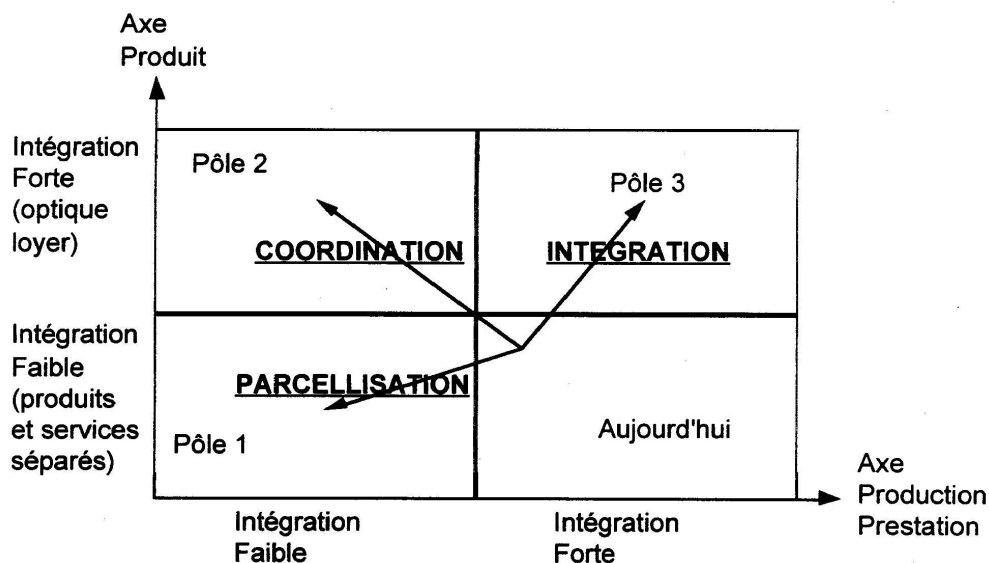 Axe
Produit
Intégration
Forte
(optique
loyer)
Pôle 2
Pôle 3
COORDINATION
INTEGRATION
Intégration
Faible
(produits
et services
séparés)
PARCELLISATION
Pôle 1
Aujourd'hui
Axe
Production
Prestation
Intégration
Faible
Intégration
Forte